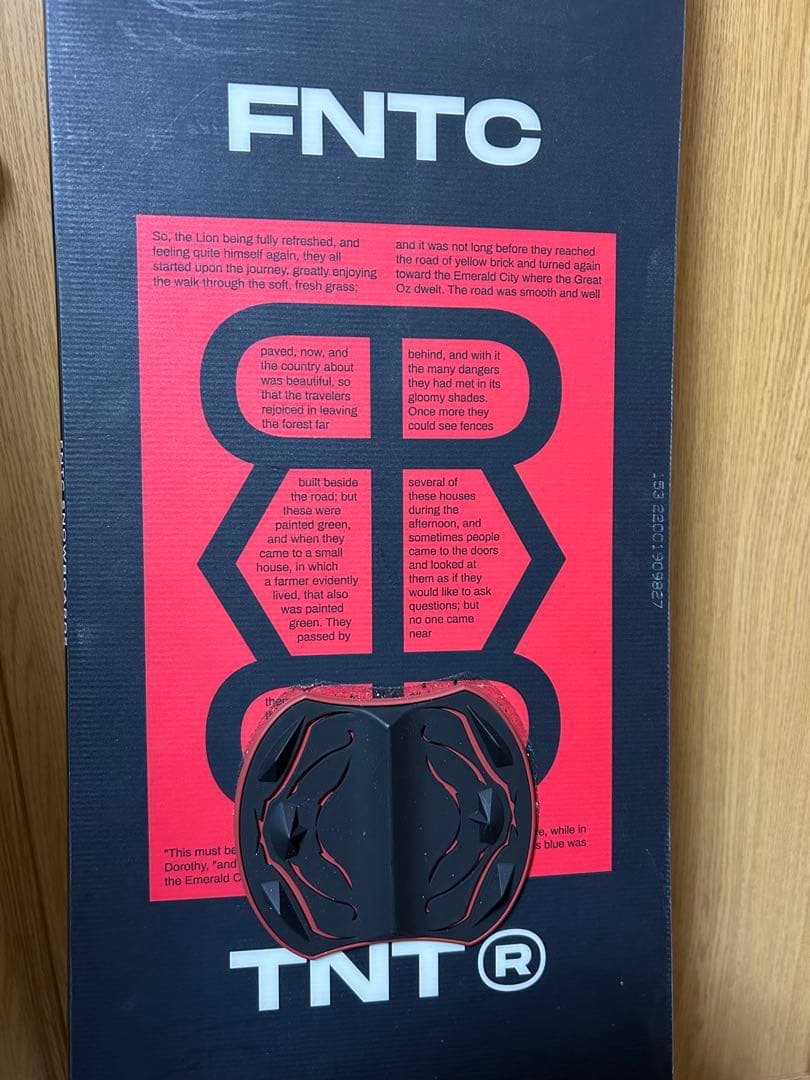 FNTC
So, the Lion being fully refreshed, and
feeling quite himself again, they all
started upon the journey, greatly enjoying
the walk through the soft, fresh grass;
and it was not long before they reached
the road of yellow brick and turned again
toward the Emerald City where the Great
Oz dwelt. The road was smooth and well
paved, now, and
the country about
was beautiful, so
that the travelers
rejoiced in leaving
the forest far
behind, and with it
the many dangers
they had met in its
gloomy shades.
Once more they
could see fences
built beside
the road; but
these were
painted green,
and when they
came to a small
house, in which
a farmer evidently
lived, that also
was painted
green. They
passed by
several of
these houses
during the
afternoon, and
sometimes people
came to the doors
and looked at
them as if they
would like to ask
questions; but
no one came
near
"This must be
Dorothy, "and
the Emerald
while in
blue was
TNT ®
153 22001909827